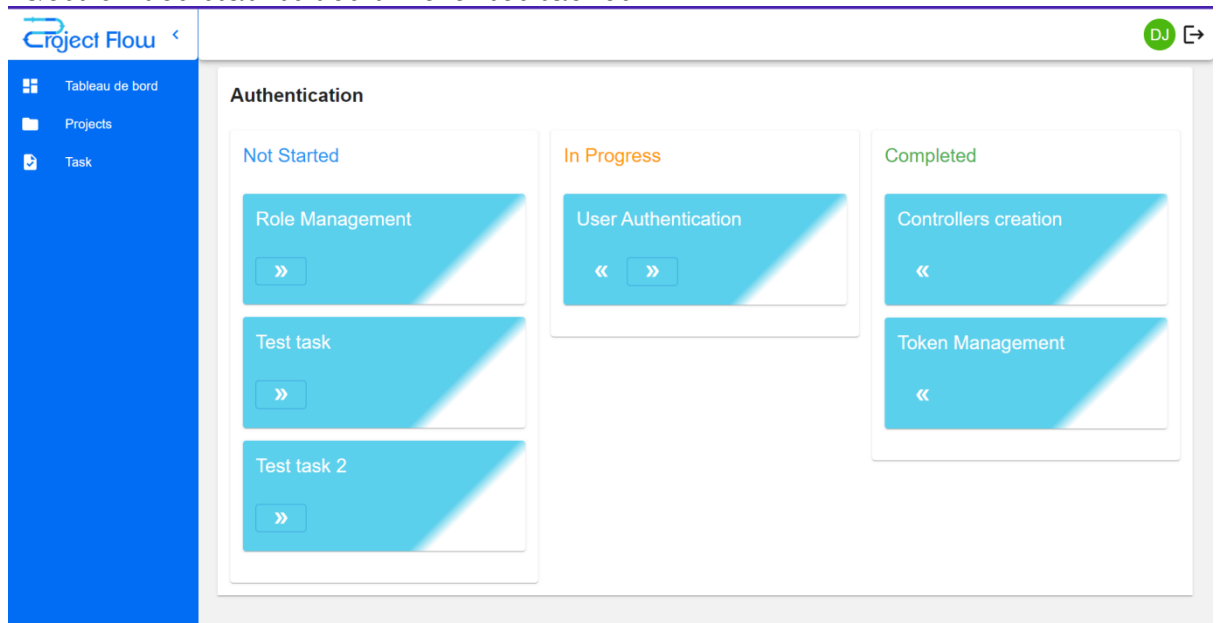 Project Flow
DJ
Tableau de bord
Projects
Task
Authentication
Not Started
In Progress
Completed
Role Management
User Authentication
Controllers creation
Test task
Token Management
Test task 2